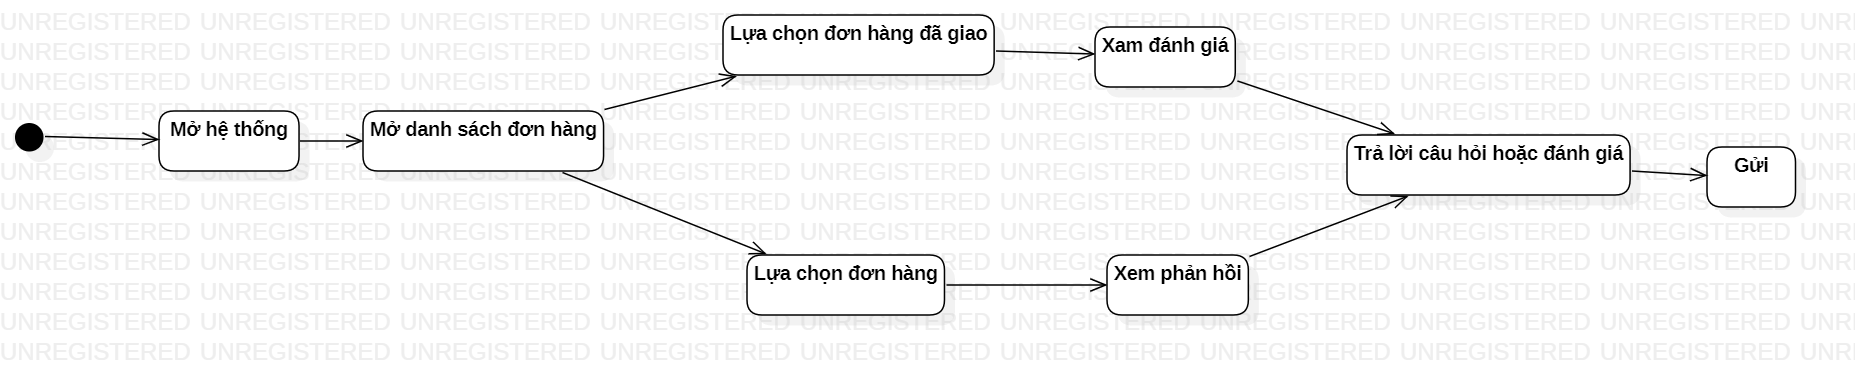 Lựa chọn đơn hàng đã giao
Xam đánh giá
Mở hệ thống
Mở danh sách đơn hàng
Trả lời câu hỏi hoặc đánh giá
Gửi
Lựa chọn đơn hàng
Xem phản hồi
UNREGISTERED